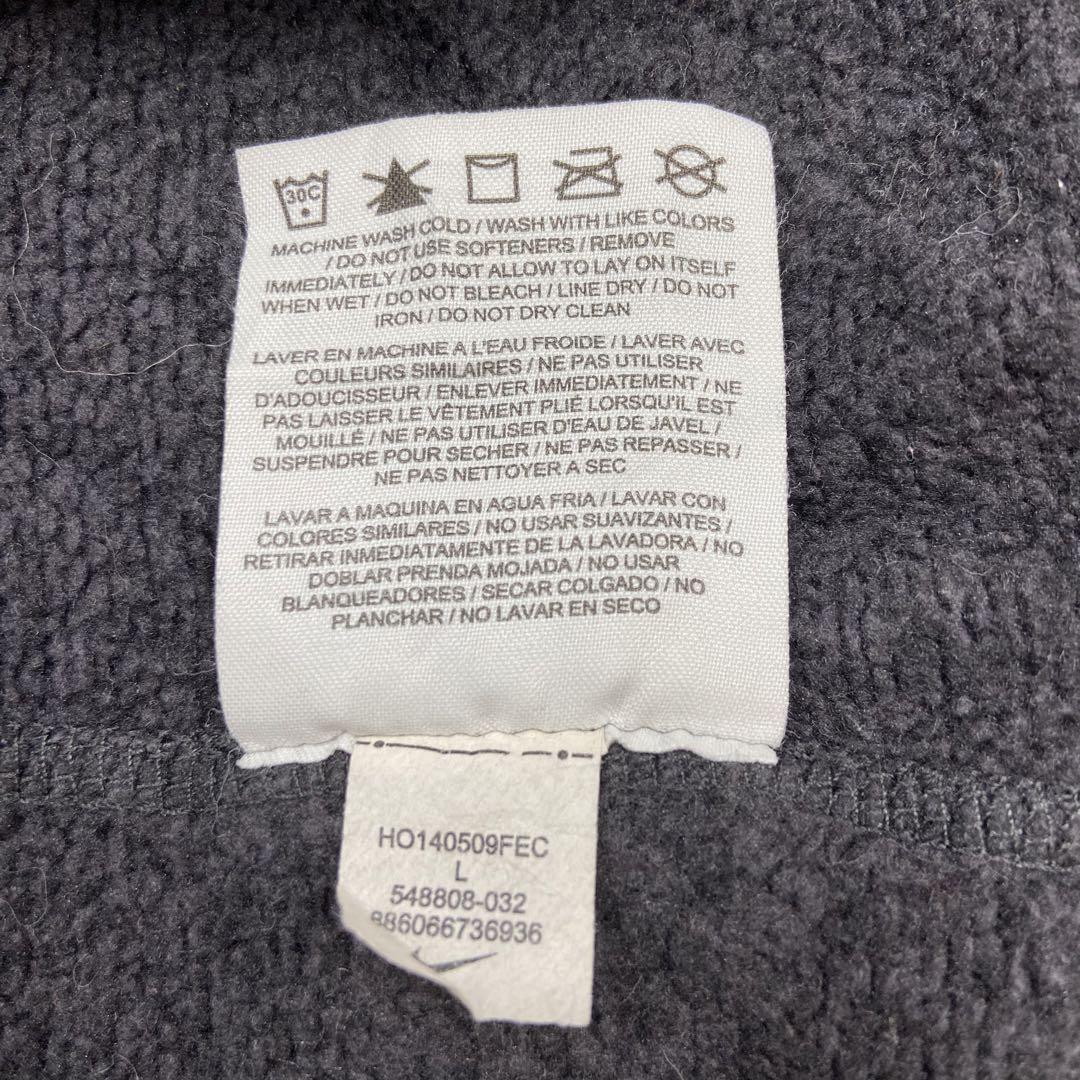 30C
MACHINE WASH COLD / WASH WITH LIKE COLORS
/ DO NOT USE SOFTENERS / REMOVE
IMMEDIATELY / DO NOT ALLOW TO LAY ON ITSELF
WHEN WET / DO NOT BLEACH / LINE DRY / DO NOT
IRON / DO NOT DRY CLEAN
LAVER EN MACHINE A L'EAU FROIDE / LAVER AVEC
COULEURS SIMILAIRES / NE PAS UTILISER
D'ADOUCISSEUR / ENLEVER IMMEDIATEMENT / NE
PAS LAISSER LE VÊTEMENT PLIÉ LORSQU'IL EST
MOUILLÉ / NE PAS UTILISER D'EAU DE JAVEL /
SUSPENDRE POUR SECHER / NE PAS REPASSER /
NE PAS NETTOYER A SEC
LAVAR A MAQUINA EN AGUA FRIA / LAVAR CON
COLORES SIMILARES / NO USAR SUAVIZANTES /
RETIRAR INMEDIATAMENTE DE LA LAVADORA / NO
DOBLAR PRENDA MOJADA / NO USAR
BLANQUEADORES / SECAR COLGADO / NO
PLANCHAR / NO LAVAR EN SECO
HO140509FEC
L
548808-032
886066736936